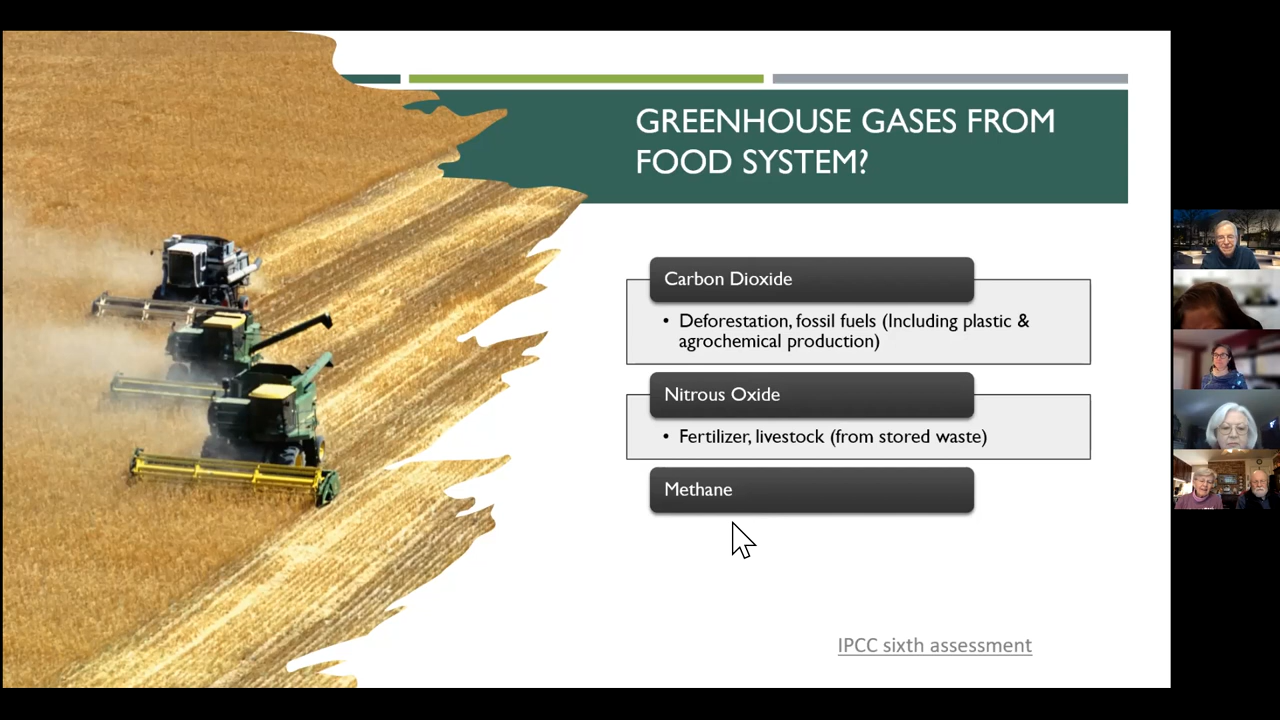 GREENHOUSE GASES FROM
FOOD SYSTEM?
Carbon Dioxide
• Deforestation, fossil fuels (Including plastic &
agrochemical production)
Nitrous Oxide
• Fertilizer, livestock (from stored waste)
Methane
IPCC sixth assessment